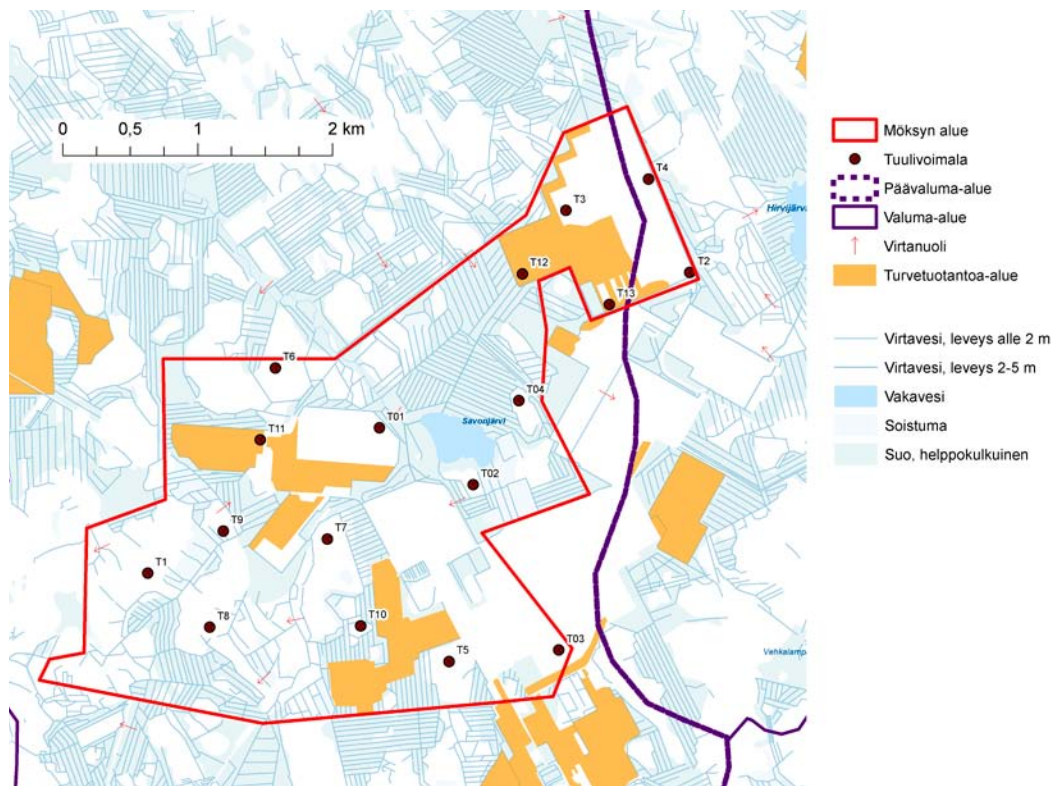 0 0,5 1 2 km
T4
T3
Hirvijärvi
T12
T2
T13
T6
T04
T01
Savonjärvi
T11
T02
T9
T7
T1
T8
T10
T03
T5
Möksyn alue
Tuulivoimala
Päävaluma-alue
Valuma-alue
Virtanuoli
Turvetuotantoa-alue
Virtavesi, leveys alle 2 m
Virtavesi, leveys 2-5 m
Vakavesi
Soistuma
Suo, helppokulkuinen